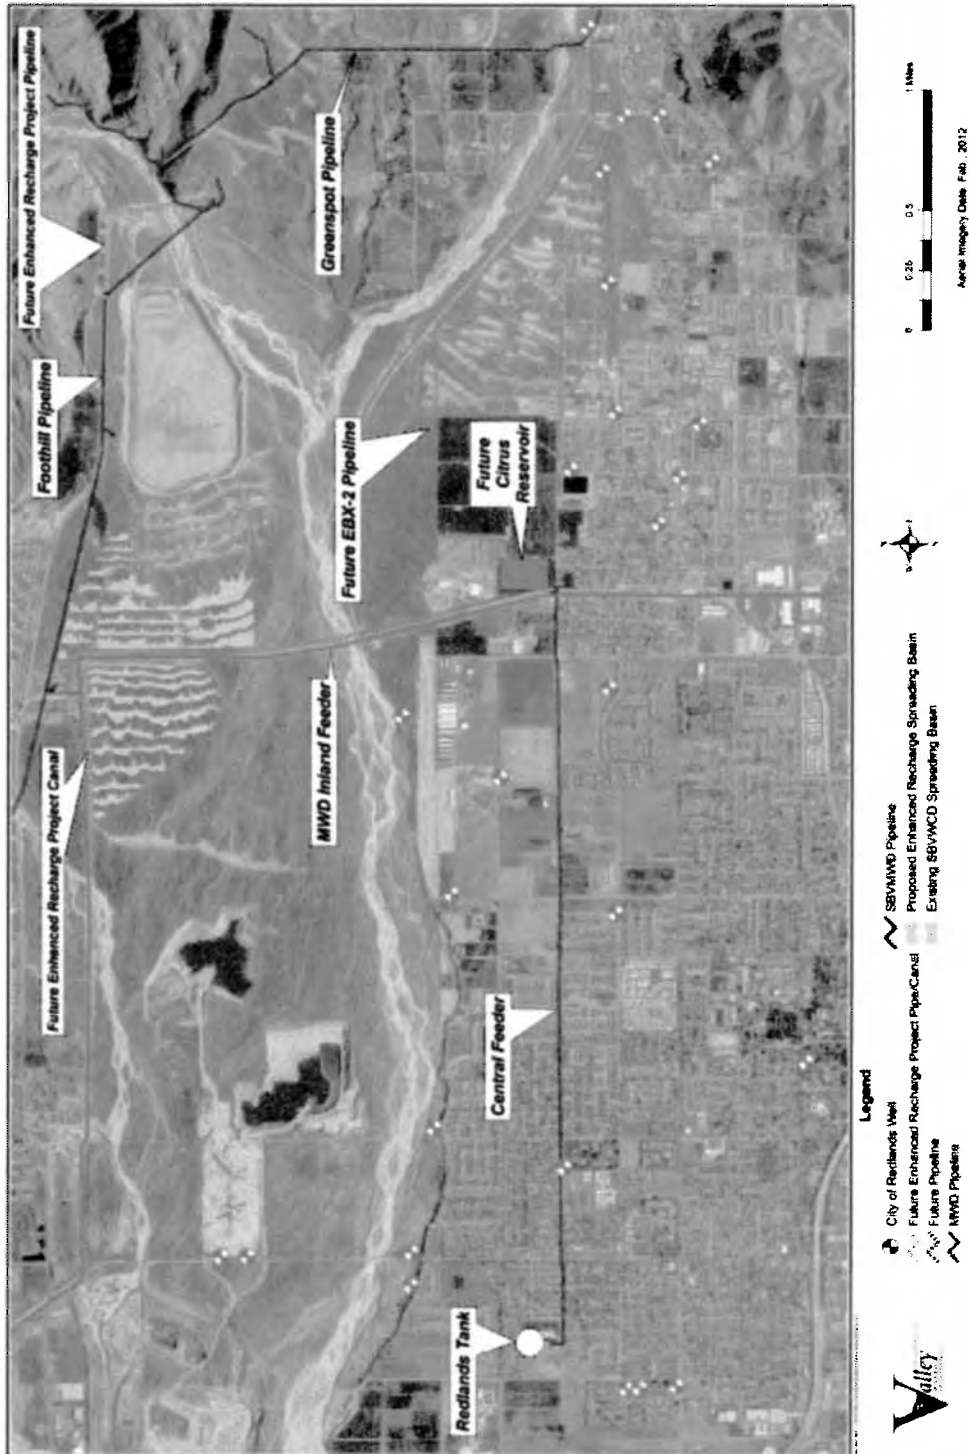 Future Enhanced Recharge Project Pipeline
Foothill Pipeline
Greenspot Pipeline
Future EBX-2 Pipeline
Future
Citrus
Reservoir
Future Enhanced Recharge Project Canal
MWD Inland Feeder
Central Feeder
Redlands Tank
Legend
City of Redlands Well
Future Enhanced Recharge Project Pipe/Canal
Future Pipeline
MWD Pipeline
SBVMWD Pipeline
Proposed Enhanced Recharge Spreading Basin
Existing SBVWCD Spreading Basin
0 0.25 0.5 1 Miles
Aerial Imagery Date: Feb., 2012
Valley